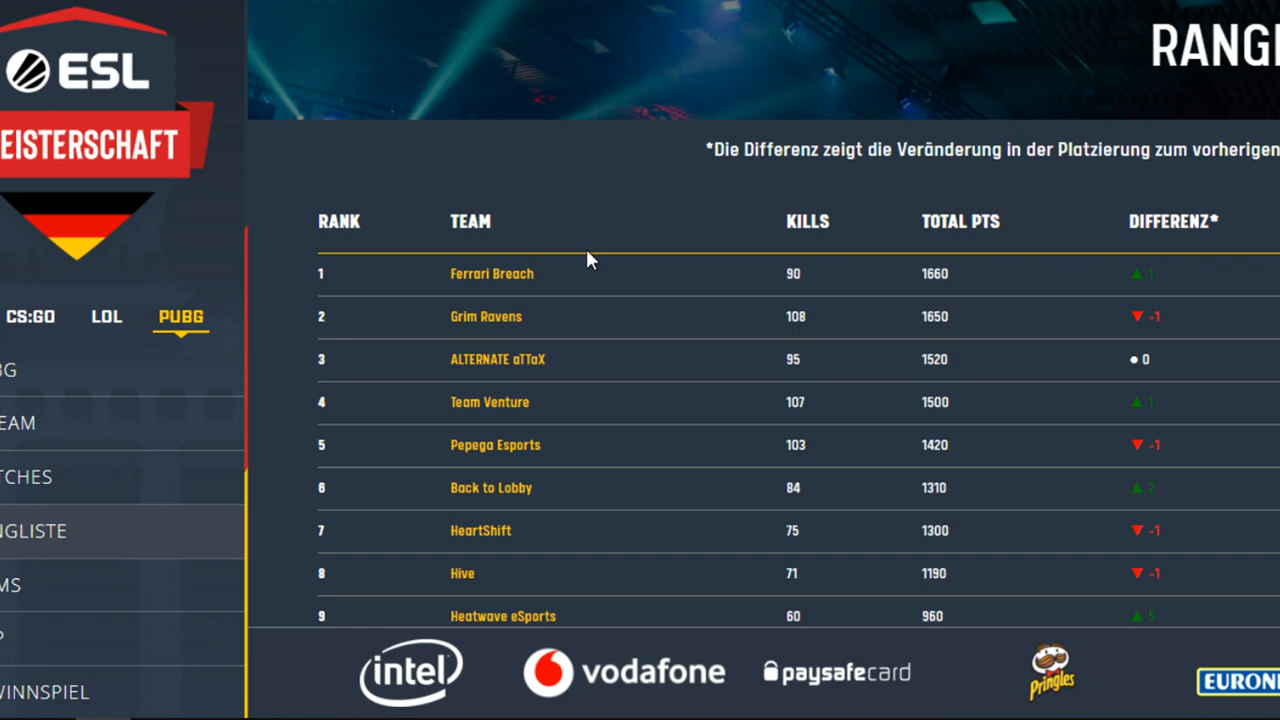 ESL
EISTERSCHAFT
CS:GO LOL PUBG
BG
EAM
TCHES
NGLISTE
MS
P
VINNSPIEL
RANGI
*Die Differenz zeigt die Veränderung in der Platzierung zum vorherigen
RANK TEAM KILLS TOTAL PTS DIFFERENZ*
1 Ferrari Breach 90 1660 ▲ 1
2 Grim Ravens 108 1650 ▼ -1
3 ALTERNATE aTTaX 95 1520 ● 0
4 Team Venture 107 1500 ▲ 1
5 Pepega Esports 103 1420 ▼ -1
6 Back to Lobby 84 1310 ▲ 2
7 HeartShift 75 1300 ▼ -1
8 Hive 71 1190 ▼ -1
9 Heatwave eSports 60 960 ▲ 6
intel vodafone paysafecard Pringles EURON